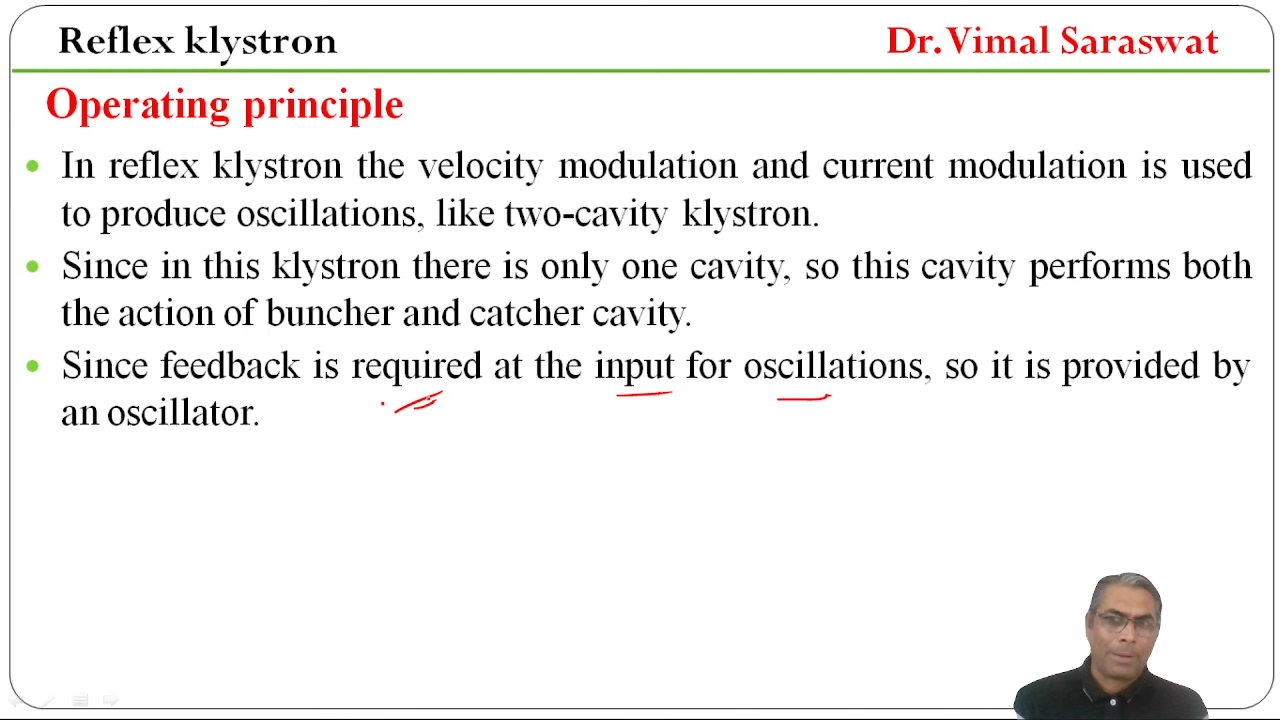 Reflex klystron
Dr. Vimal Saraswat
Operating principle
• In reflex klystron the velocity modulation and current modulation is used
to produce oscillations, like two-cavity klystron.
• Since in this klystron there is only one cavity, so this cavity performs both
the action of buncher and catcher cavity.
• Since feedback is required at the input for oscillations, so it is provided by
an oscillator.